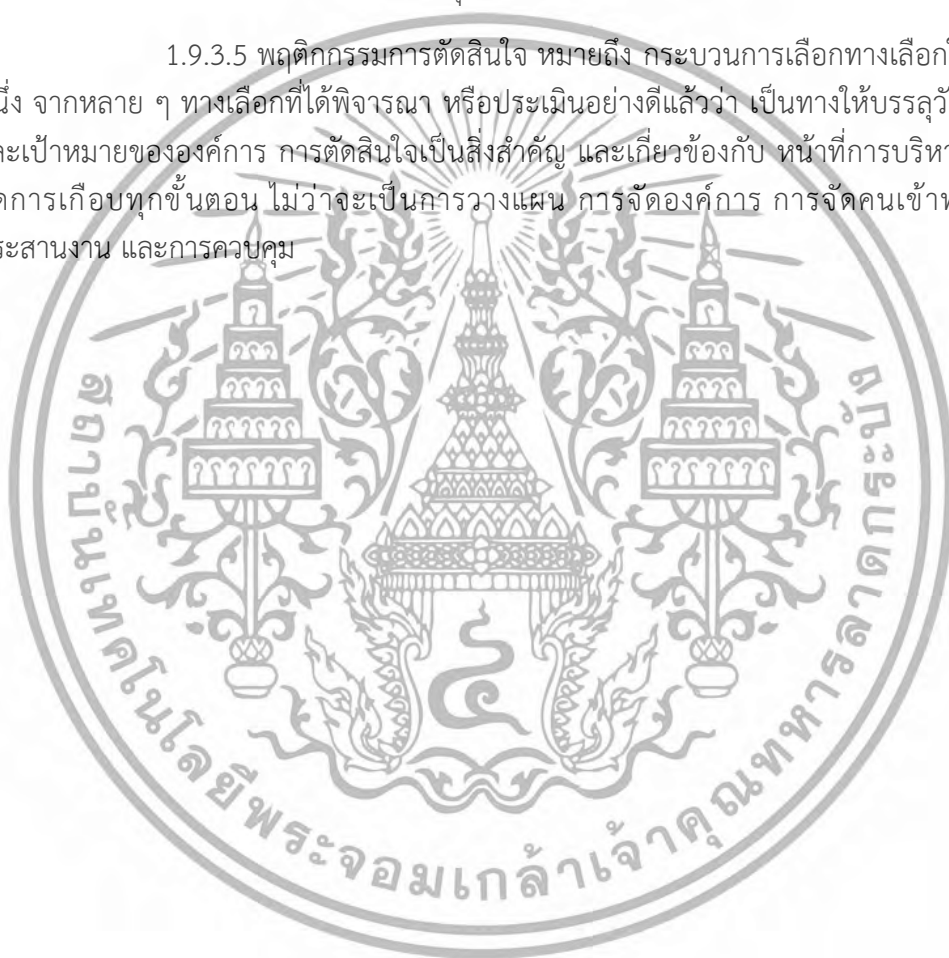 1.9.3.5 พฤติกรรมการตัดสินใจ หมายถึง กระบวนการเลือกทางเลือก
นึ่ง จากหลาย ๆ ทางเลือกที่ได้พิจารณา หรือประเมินอย่างดีแล้วว่า เป็นทางให้บรรลุวั
ละเป้าหมายขององค์การ การตัดสินใจเป็นสิ่งสำคัญ และเกี่ยวข้องกับ หน้าที่การบริหา
ัดการเกือบทุกขั้นตอน ไม่ว่าจะเป็นการวางแผน การจัดองค์การ การจัดคนเข้าท
ระสานงาน และการควบคุม
สถาบันเทคโนโลยีพระจอมเกล้าเจ้าคุณทหารลาดกระบัง
๔